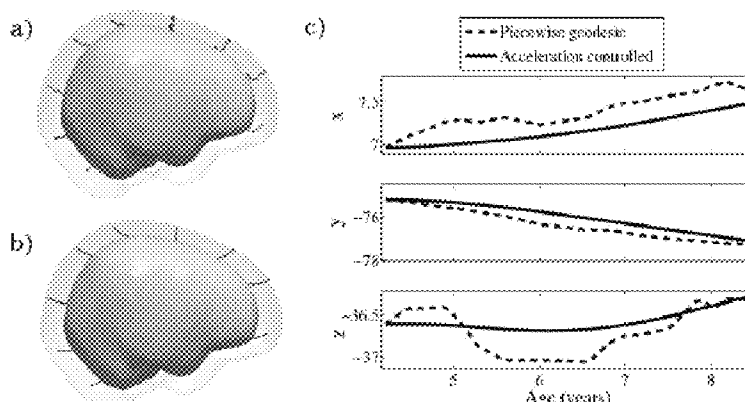 a)
b)
c)
Piecewise geodesic
Acceleration controlled
x
7.5
7
y
-76
-78
z
-36.5
-37
5
6
7
8
Age (years)